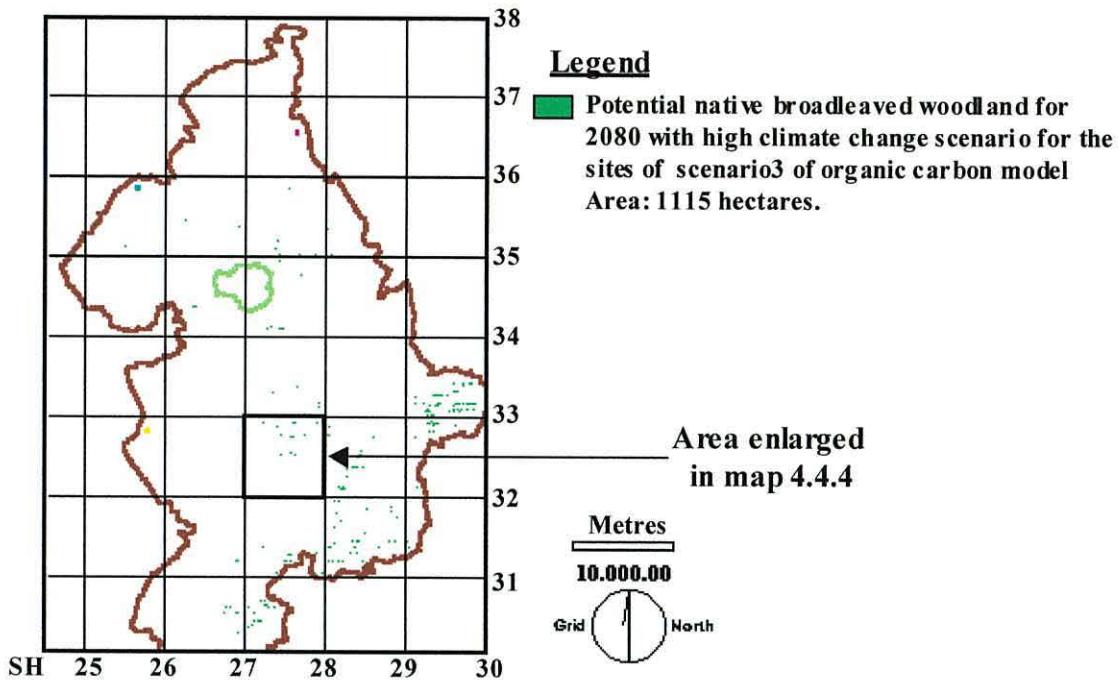 38
Legend
37
Potential native broadleaved woodland for
2080 with high climate change scenario for the
sites of scenario3 of organic carbon model
Area: 1115 hectares.
36
35
34
33
Area enlarged
in map 4.4.4
32
Metres
10.000.00
31
Grid North
SH 25 26 27 28 29 30